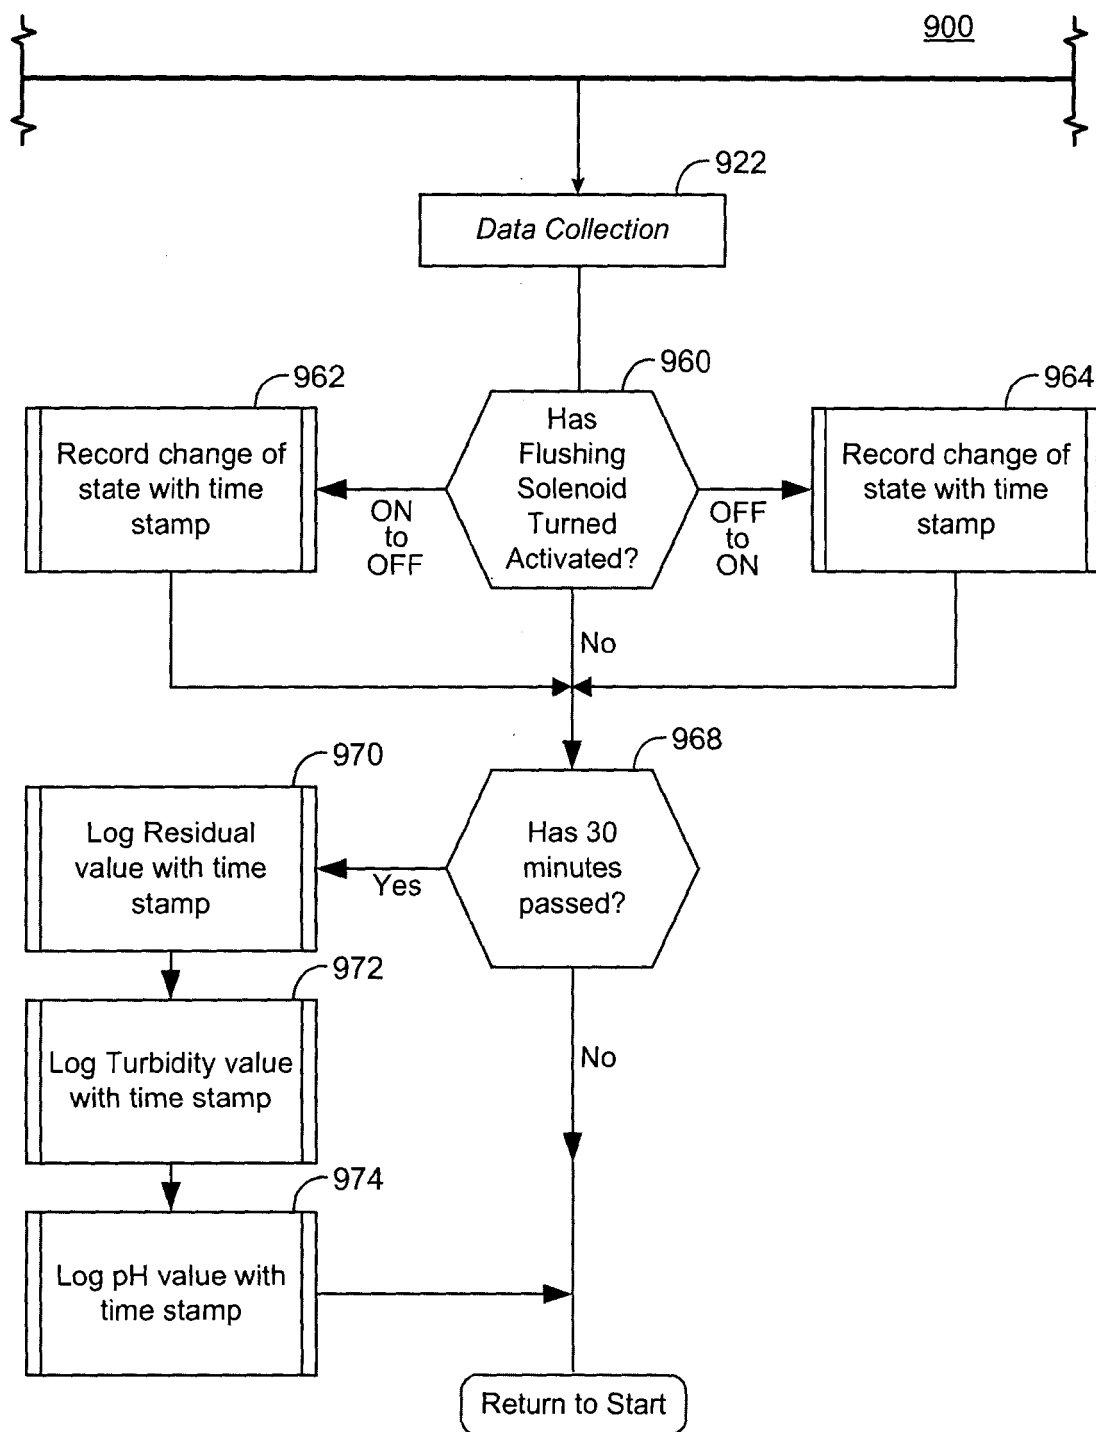 900
922
Data Collection
960
962
964
Has
Flushing
Solenoid
Turned
Activated?
Record change of
state with time
stamp
Record change of
state with time
stamp
ON
to
OFF
OFF
to
ON
No
968
970
Has 30
minutes
passed?
Log Residual
value with time
stamp
Yes
972
Log Turbidity value
with time stamp
No
974
Log pH value with
time stamp
Return to Start